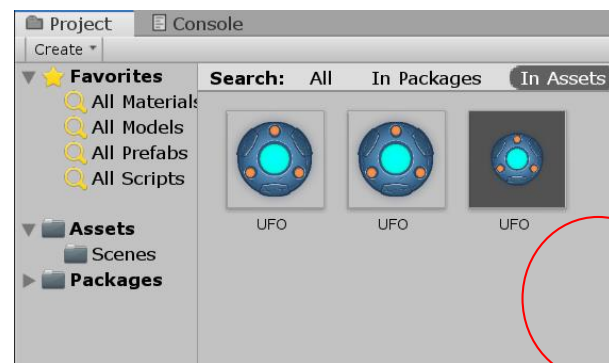 Project Console
Create
Favorites Search: All In Packages In Assets
All Materials
All Models
All Prefabs
All Scripts
UFO UFO UFO
Assets
Scenes
Packages